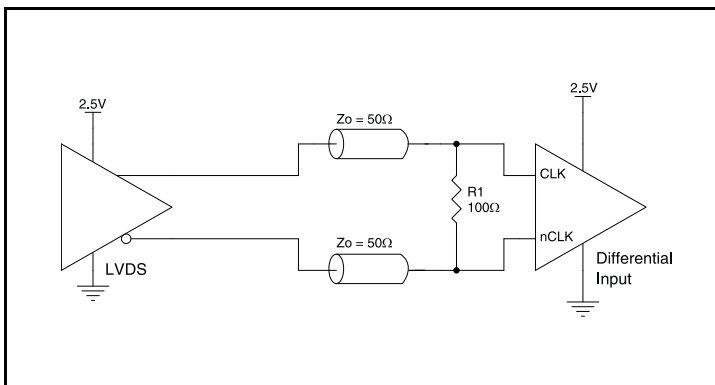 2.5V
2.5V
Zo = 50Ω
CLK
R1
100Ω
Zo = 50Ω
nCLK
LVDS
Differential
Input